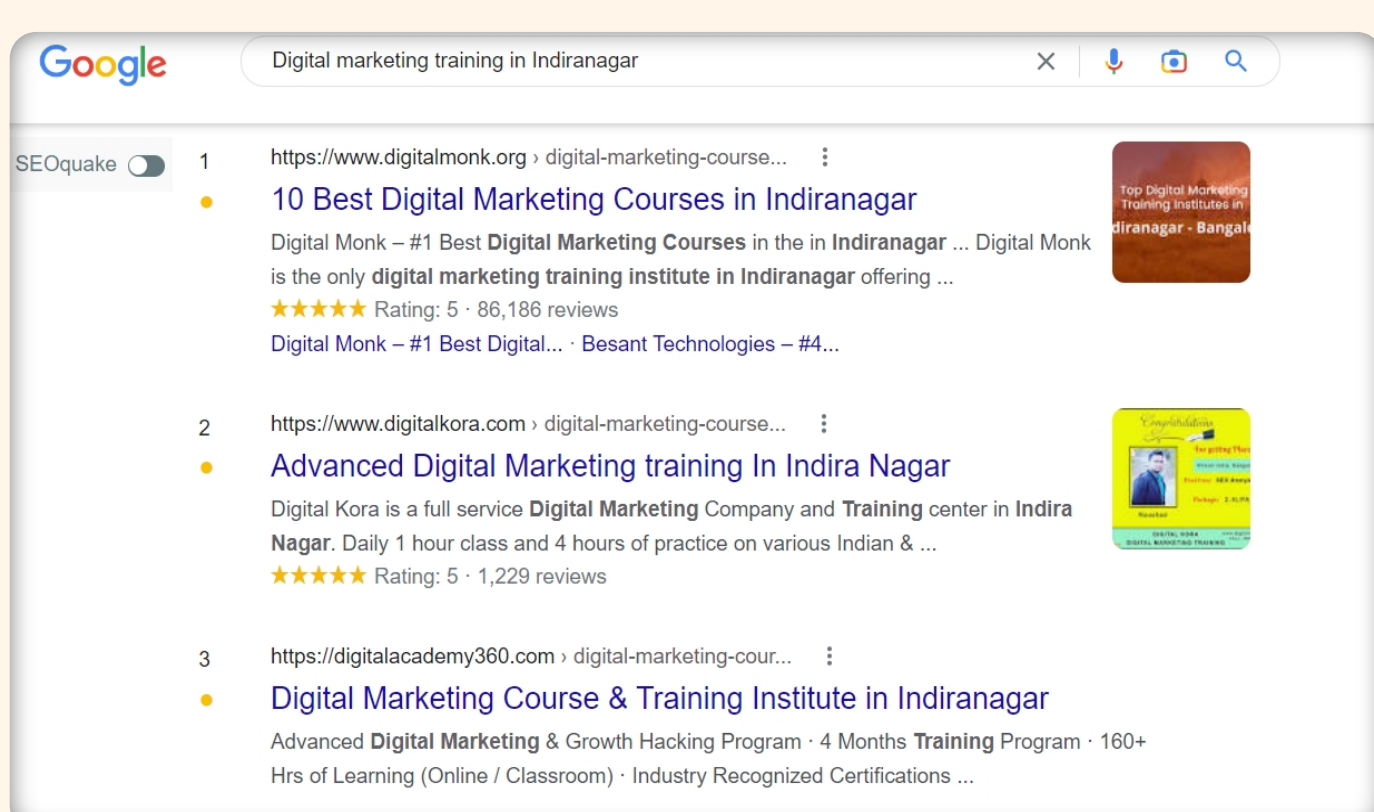 Google
Digital marketing training in Indiranagar
SEOquake
1
https://www.digitalmonk.org › digital-marketing-course...
10 Best Digital Marketing Courses in Indiranagar
Digital Monk – #1 Best Digital Marketing Courses in the in Indiranagar ... Digital Monk
is the only digital marketing training institute in Indiranagar offering ...
Rating: 5 · 86,186 reviews
Digital Monk – #1 Best Digital... · Besant Technologies – #4...
Top Digital Marketing
Training Institutes in
diranagar - Bangal
2
https://www.digitalkora.com › digital-marketing-course...
Advanced Digital Marketing training In Indira Nagar
Digital Kora is a full service Digital Marketing Company and Training center in Indira
Nagar. Daily 1 hour class and 4 hours of practice on various Indian & ...
Rating: 5 · 1,229 reviews
Congratulations
DIGITAL KORA
DIGITAL MARKETING TRAINING
3
https://digitalacademy360.com › digital-marketing-cour...
Digital Marketing Course & Training Institute in Indiranagar
Advanced Digital Marketing & Growth Hacking Program · 4 Months Training Program · 160+
Hrs of Learning (Online / Classroom) · Industry Recognized Certifications ...